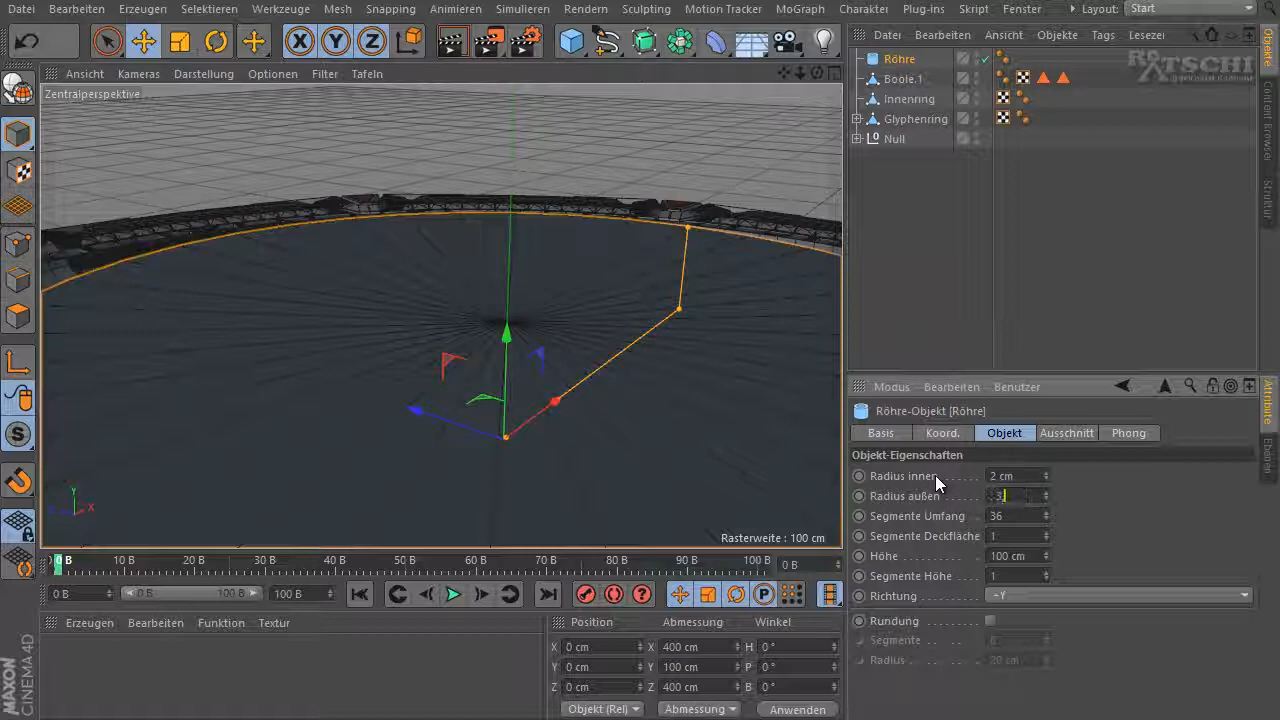 Datei Bearbeiten Erzeugen Selektieren Werkzeuge Mesh Snapping Animieren Simulieren Rendern Sculpting Motion Tracker MoGraph Charakter Plug-ins Skript Fenster Layout: Start
X Y Z
Datei Bearbeiten Ansicht Objekte Tags Lesezei
Ansicht Kameras Darstellung Optionen Filter Tafeln
Zentralperspektive
Röhre
Boole.1
Innenring
Glyphenring
Null
Objekte
Content Browser
Struktur
Modus Bearbeiten Benutzer
Röhre-Objekt [Röhre]
Basis Koord. Objekt Ausschnitt Phong
Objekt-Eigenschaften
Radius innen 2 cm
Radius außen 3
Segmente Umfang 36
Segmente Deckfläche 1
Höhe 100 cm
Segmente Höhe 1
Richtung +Y
Rundung
Segmente
Radius 20 cm
Attribute
Ebenen
Y
X
Rasterweite : 100 cm
0 B 10 B 20 B 30 B 40 B 50 B 60 B 70 B 80 B 90 B 100 B 0 B
0 B 0 B 100 B 100 B
P
Erzeugen Bearbeiten Funktion Textur
Position Abmessung Winkel
X 0 cm X 400 cm H 0 °
Y 0 cm Y 100 cm P 0 °
Z 0 cm Z 400 cm B 0 °
Objekt (Rel) Abmessung Anwenden
MAXON
CINEMA 4D